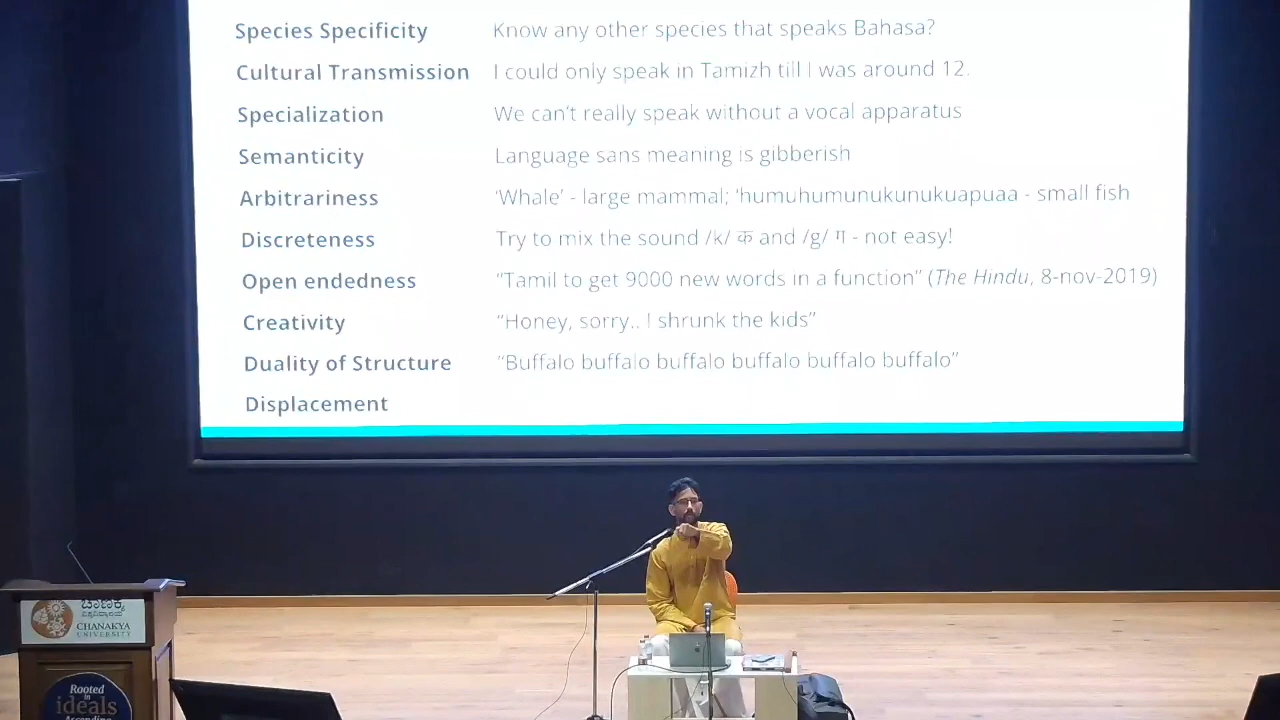 Species Specificity Know any other species that speaks Bahasa?
Cultural Transmission I could only speak in Tamizh till I was around 12.
Specialization We can't really speak without a vocal apparatus
Semanticity Language sans meaning is gibberish
Arbitrariness 'Whale' - large mammal; 'humuhumunukunukuapuaa - small fish
Discreteness Try to mix the sound /k/ क and /g/ ग - not easy!
Open endedness "Tamil to get 9000 new words in a function" (The Hindu, 8-nov-2019)
Creativity "Honey, sorry.. I shrunk the kids"
Duality of Structure "Buffalo buffalo buffalo buffalo buffalo buffalo"
Displacement
ಚಾಣಕ್ಯ
ವಿಶ್ವವಿದ್ಯಾಲಯ
CHANAKYA
UNIVERSITY
Rooted
in
ideals
Ascending